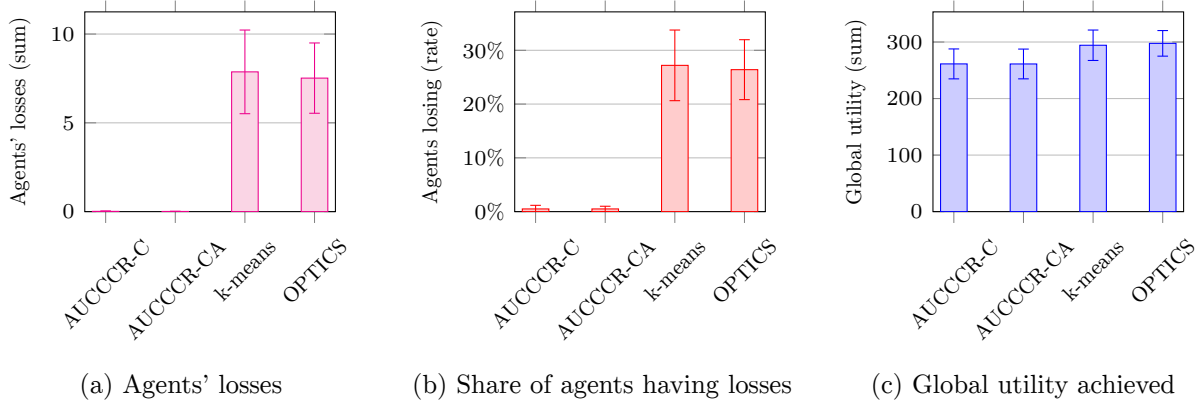 Agents' losses (sum)
10
5
0
AUCCCR-C
AUCCCR-CA
k-means
OPTICS
(a) Agents' losses
Agents losing (rate)
30%
20%
10%
0%
AUCCCR-C
AUCCCR-CA
k-means
OPTICS
(b) Share of agents having losses
Global utility (sum)
300
200
100
0
AUCCCR-C
AUCCCR-CA
k-means
OPTICS
(c) Global utility achieved